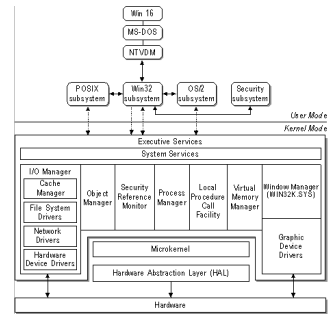 Win 16
MS-DOS
NTVDM
POSIX
subsystem
Win32
subsystem
OS/2
subsystem
Security
subsystem
User Mode
Kernel Mode
Executive Services
System Services
I/O Manager
Cache
Manager
File System
Drivers
Network
Drivers
Hardware
Device Drivers
Object
Manager
Security
Reference
Monitor
Process
Manager
Local
Procedure
Call
Facility
Virtual
Memory
Manager
Window Manager
(WIN32K.SYS)
Graphic
Device
Drivers
Microkernel
Hardware Abstraction Layer (HAL)
Hardware